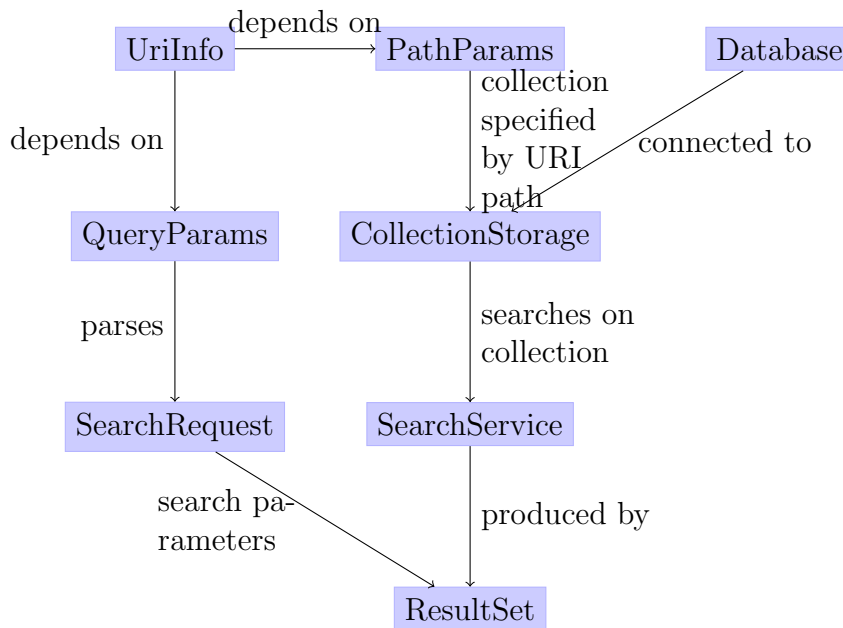 depends on
UriInfo
PathParams
Database
collection
specified
by URI
path
depends on
connected to
QueryParams
CollectionStorage
parses
searches on
collection
SearchRequest
SearchService
search pa-
rameters
produced by
ResultSet